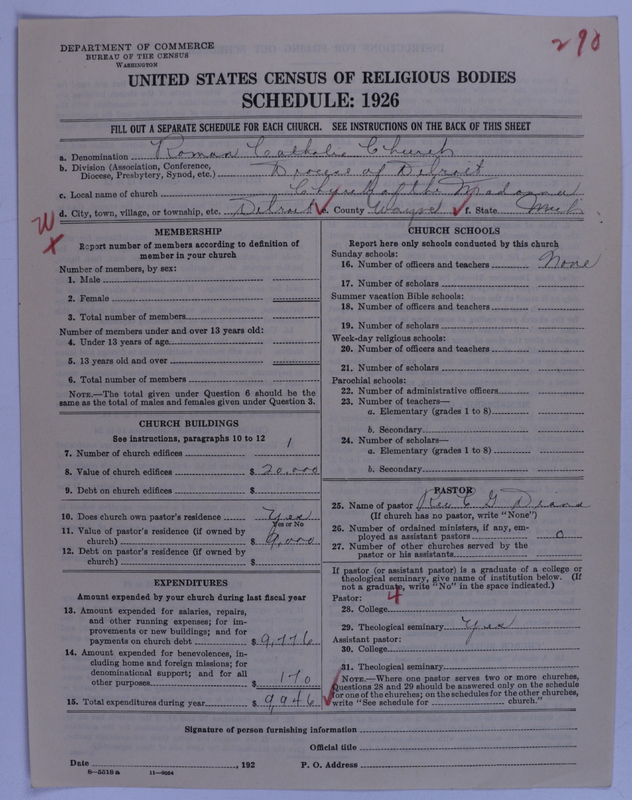 290
DEPARTMENT OF COMMERCE
BUREAU OF THE CENSUS
WASHINGTON
UNITED STATES CENSUS OF RELIGIOUS BODIES
SCHEDULE: 1926
FILL OUT A SEPARATE SCHEDULE FOR EACH CHURCH. SEE INSTRUCTIONS ON THE BACK OF THIS SHEET
a. Denomination Roman Catholic Church
b. Division (Association, Conference, Diocese, Presbytery, Synod, etc.) Diocese of Detroit
c. Local name of church Church of the Madonna
d. City, town, village, or township, etc. Detroit e. County Wayne f. State Mich
W
x
MEMBERSHIP
Report number of members according to definition of
member in your church
Number of members, by sex:
1. Male
2. Female
3. Total number of members
Number of members under and over 13 years old:
4. Under 13 years of age
5. 13 years old and over
6. Total number of members
NOTE.—The total given under Question 6 should be
same as the total of males and females given under Question 3.
CHURCH BUILDINGS
See instructions, paragraphs 10 to 12
7. Number of church edifices 1
8. Value of church edifices $ 20,000
9. Debt on church edifices $
10. Does church own pastor's residence Yes
Yes or No
11. Value of pastor's residence (if owned by
church) $ 9,000
12. Debt on pastor's residence (if owned by
church) $
EXPENDITURES
Amount expended by your church during last fiscal year
13. Amount expended for salaries, repairs,
and other running expenses; for im-
provements or new buildings; and for
payments on church debt $ 9,776
14. Amount expended for benevolences, in-
cluding home and foreign missions; for
denominational support; and for all
other purposes $ 170
15. Total expenditures during year $ 9946
CHURCH SCHOOLS
Report here only schools conducted by this church
Sunday schools:
16. Number of officers and teachers None
17. Number of scholars
Summer vacation Bible schools:
18. Number of officers and teachers
19. Number of scholars
Week-day religious schools:
20. Number of officers and teachers
21. Number of scholars
Parochial schools:
22. Number of administrative officers
23. Number of teachers—
a. Elementary (grades 1 to 8)
b. Secondary
24. Number of scholars—
a. Elementary (grades 1 to 8)
b. Secondary
PASTOR
25. Name of pastor Rev E G
(If church has no pastor, write "None")
26. Number of ordained ministers, if any, em-
ployed as assistant pastors 0
27. Number of other churches served by the
pastor or his assistants
If pastor (or assistant pastor) is a graduate of a college or
theological seminary, give name of institution below. (If
not a graduate, write "No" in the space indicated.)
Pastor: 4
28. College
29. Theological seminary Yes
Assistant pastor:
30. College
31. Theological seminary
NOTE.—Where one pastor serves two or more churches,
Questions 28 and 29 should be answered only on the schedule
for one of the churches; on the schedules for the other churches,
write "See schedule for church."
Signature of person furnishing information
Official title
Date , 192 P. O. Address
11—9064